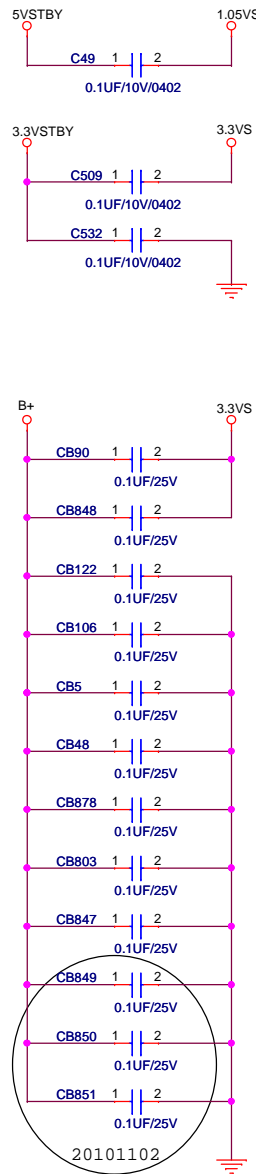 5VSTBY 1.05VS
C49 1 2
0.1UF/10V/0402
3.3VSTBY 3.3VS
C509 1 2
0.1UF/10V/0402
C532 1 2
0.1UF/10V/0402
B+ 3.3VS
CB90 1 2
0.1UF/25V
CB848 1 2
0.1UF/25V
CB122 1 2
0.1UF/25V
CB106 1 2
0.1UF/25V
CB5 1 2
0.1UF/25V
CB48 1 2
0.1UF/25V
CB878 1 2
0.1UF/25V
CB803 1 2
0.1UF/25V
CB847 1 2
0.1UF/25V
CB849 1 2
0.1UF/25V
CB850 1 2
0.1UF/25V
CB851 1 2
0.1UF/25V
20101102